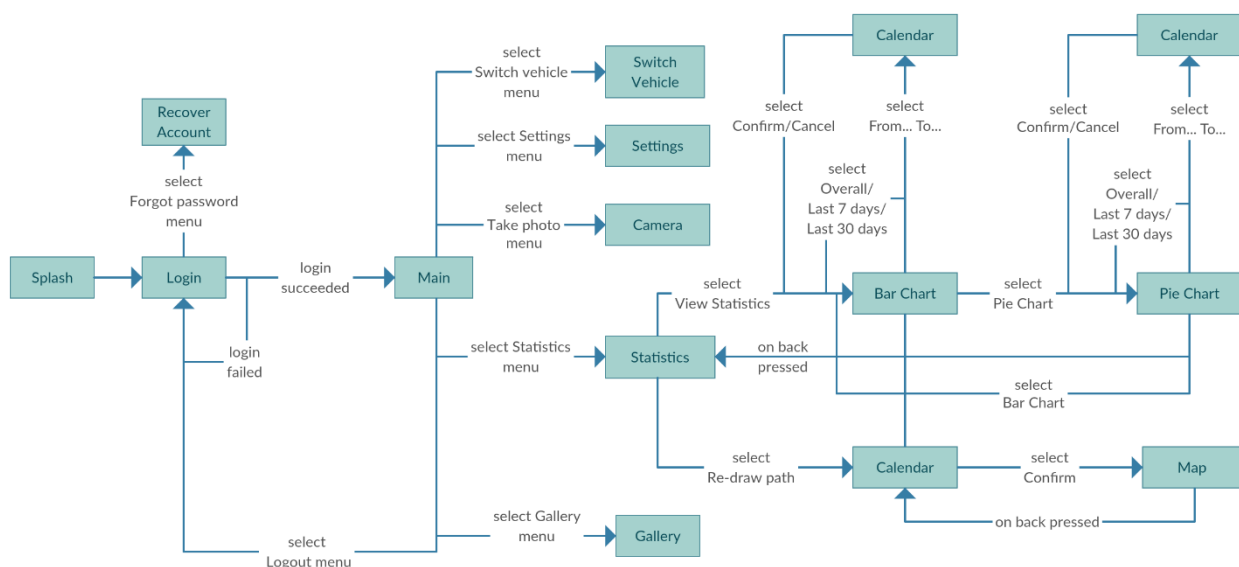 Calendar
Calendar
select
Switch vehicle
menu
Switch
Vehicle
select
Confirm/Cancel
select
From... To...
select
Confirm/Cancel
select
From... To...
Recover
Account
select Settings
menu
Settings
select
Forgot password
menu
select
Take photo
menu
Camera
select
Overall/
Last 7 days/
Last 30 days
select
Overall/
Last 7 days/
Last 30 days
Splash
Login
login
succeeded
Main
select
View Statistics
Bar Chart
select
Pie Chart
Pie Chart
login
failed
select Statistics
menu
Statistics
on back
pressed
select
Bar Chart
select
Re-draw path
Calendar
select
Confirm
Map
on back pressed
select Gallery
menu
Gallery
select
Logout menu